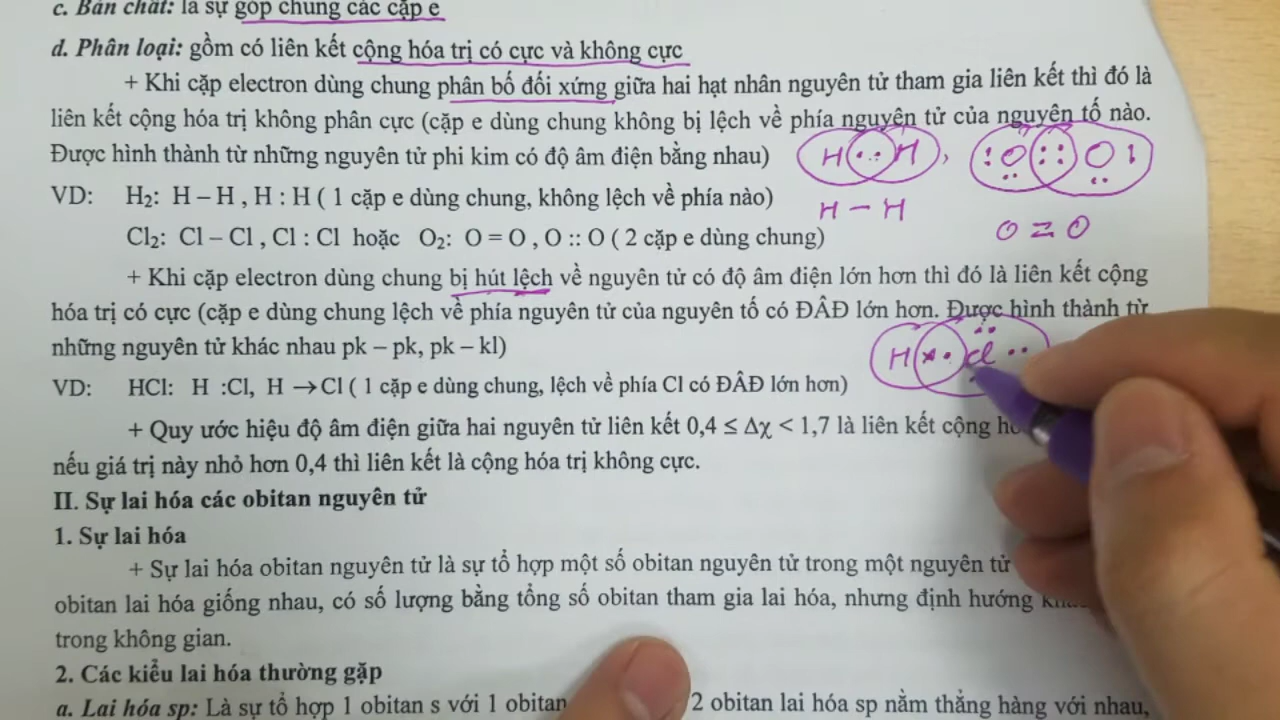 c. Bản chất: là sự góp chung các cặp e
d. Phân loại: gồm có liên kết cộng hóa trị có cực và không cực
+ Khi cặp electron dùng chung phân bố đối xứng giữa hai hạt nhân nguyên tử tham gia liên kết thì đó là
liên kết cộng hóa trị không phân cực (cặp e dùng chung không bị lệch về phía nguyên tử của nguyên tố nào.
Được hình thành từ những nguyên tử phi kim có độ âm điện bằng nhau) H : H , : O :: O :
VD: H₂: H – H , H : H ( 1 cặp e dùng chung, không lệch về phía nào)
H – H
Cl₂: Cl – Cl , Cl : Cl hoặc O₂: O = O , O :: O ( 2 cặp e dùng chung)
O = O
+ Khi cặp electron dùng chung bị hút lệch về nguyên tử có độ âm điện lớn hơn thì đó là liên kết cộng
hóa trị có cực (cặp e dùng chung lệch về phía nguyên tử của nguyên tố có ĐÂĐ lớn hơn. Được hình thành từ
những nguyên tử khác nhau pk – pk, pk – kl) H × • Cl
VD: HCl: H :Cl, H → Cl ( 1 cặp e dùng chung, lệch về phía Cl có ĐÂĐ lớn hơn)
+ Quy ước hiệu độ âm điện giữa hai nguyên tử liên kết 0,4 ≤ Δχ < 1,7 là liên kết cộng
nếu giá trị này nhỏ hơn 0,4 thì liên kết là cộng hóa trị không cực.
II. Sự lai hóa các obitan nguyên tử
1. Sự lai hóa
+ Sự lai hóa obitan nguyên tử là sự tổ hợp một số obitan nguyên tử trong một nguyên tử
obitan lai hóa giống nhau, có số lượng bằng tổng số obitan tham gia lai hóa, nhưng định hướng
trong không gian.
2. Các kiểu lai hóa thường gặp
a. Lai hóa sp: Là sự tổ hợp 1 obitan s với 1 obitan 2 obitan lai hóa sp nằm thẳng hàng với nhau,